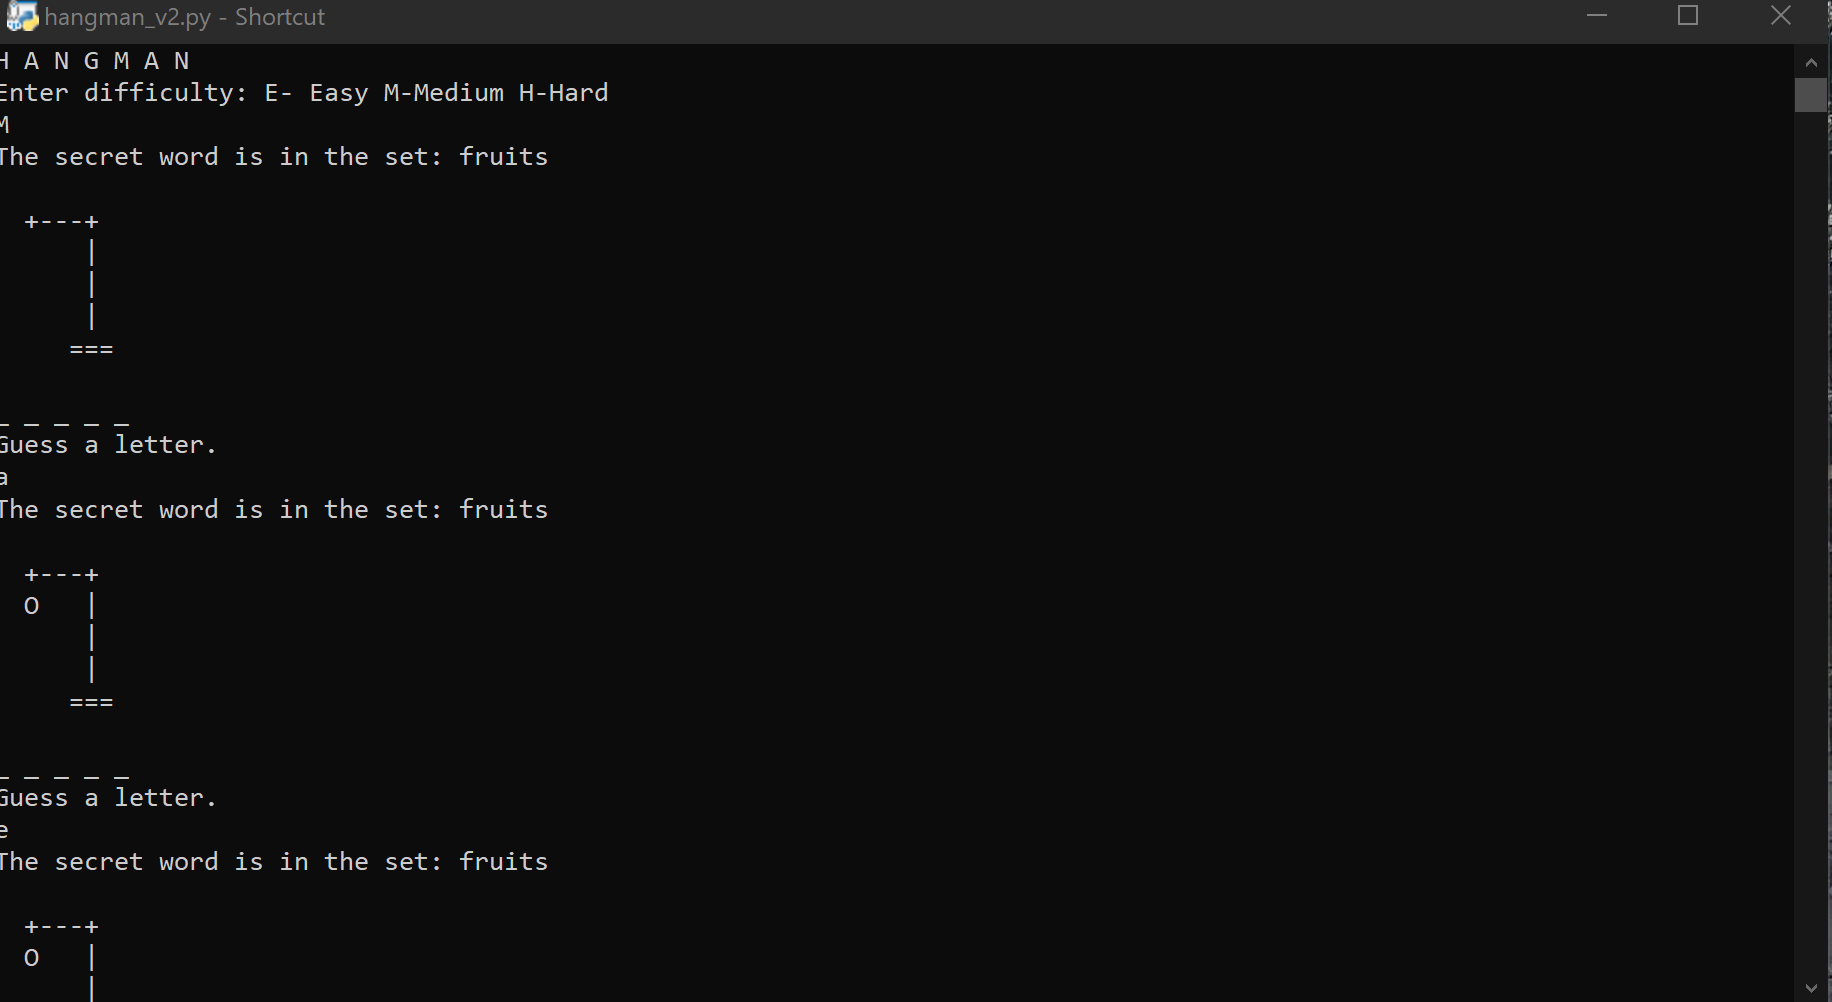 hangman_v2.py - Shortcut
H A N G M A N
Enter difficulty: E- Easy M-Medium H-Hard
M
The secret word is in the set: fruits
+---+
|
|
|
===
_ _ _ _ _
Guess a letter.
a
The secret word is in the set: fruits
+---+
O   |
|
|
===
_ _ _ _ _
Guess a letter.
e
The secret word is in the set: fruits
+---+
O   |
|